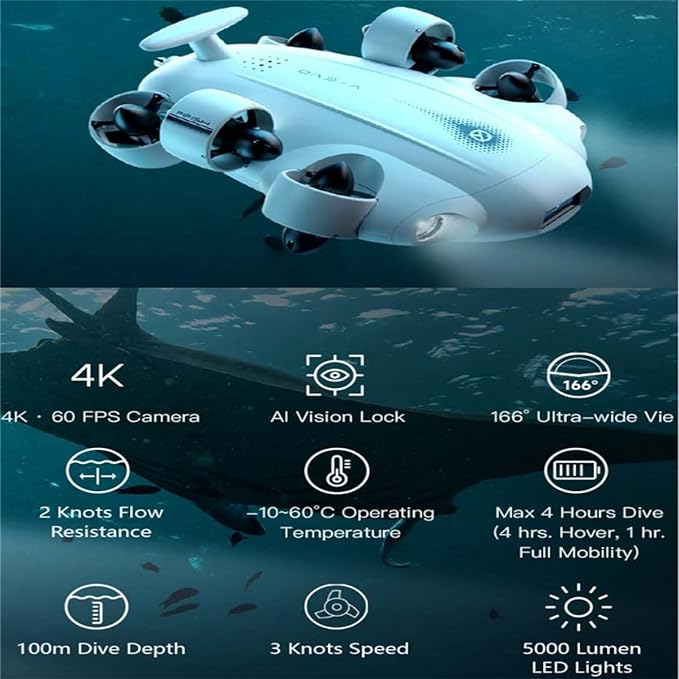 V-EVO
4K
4K · 60 FPS Camera
AI Vision Lock
166°
166° Ultra-wide Vie
2 Knots Flow
Resistance
-10~60°C Operating
Temperature
Max 4 Hours Dive
(4 hrs. Hover, 1 hr.
Full Mobility)
100m Dive Depth
3 Knots Speed
5000 Lumen
LED Lights